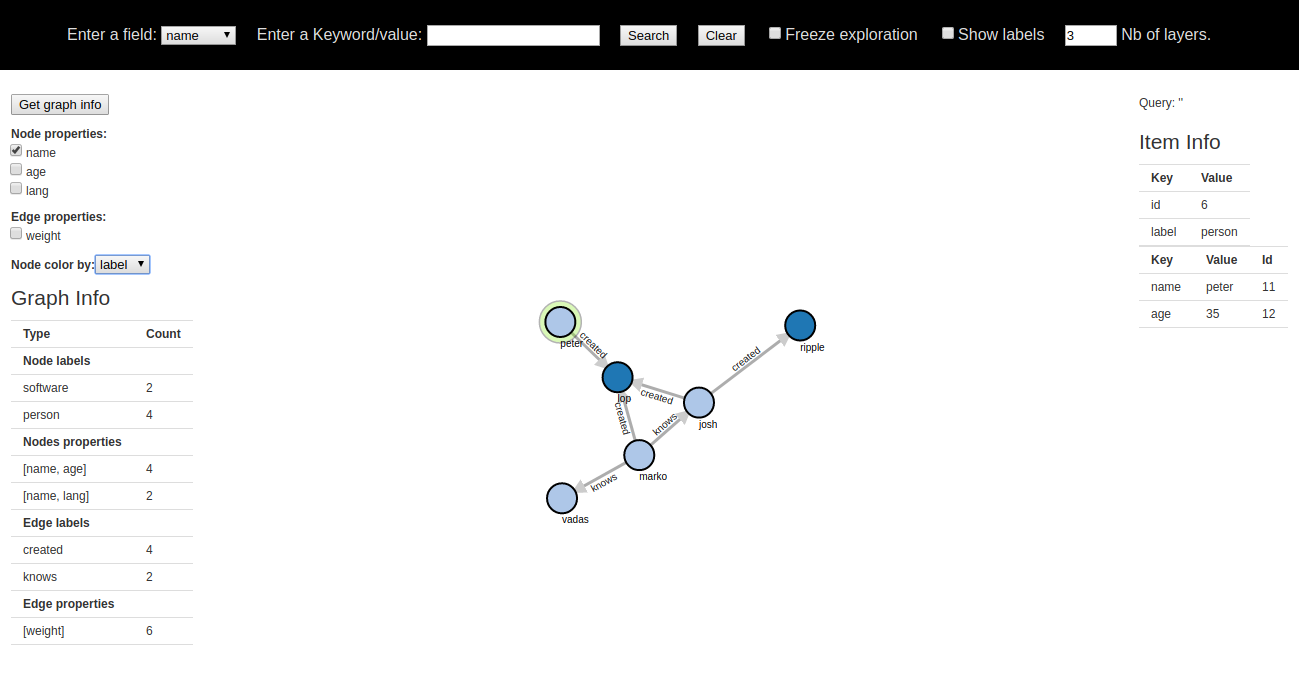 Enter a field: name Enter a Keyword/value: Search Clear Freeze exploration Show labels 3 Nb of layers.
Get graph info
Node properties:
name
age
lang
Edge properties:
weight
Node color by: label
Graph Info
Type Count
Node labels
software 2
person 4
Nodes properties
[name, age] 4
[name, lang] 2
Edge labels
created 4
knows 2
Edge properties
[weight] 6
peter
created
ripple
created
lop
created
josh
created
knows
marko
knows
vadas
Query: ''
Item Info
Key Value
id 6
label person
Key Value Id
name peter 11
age 35 12